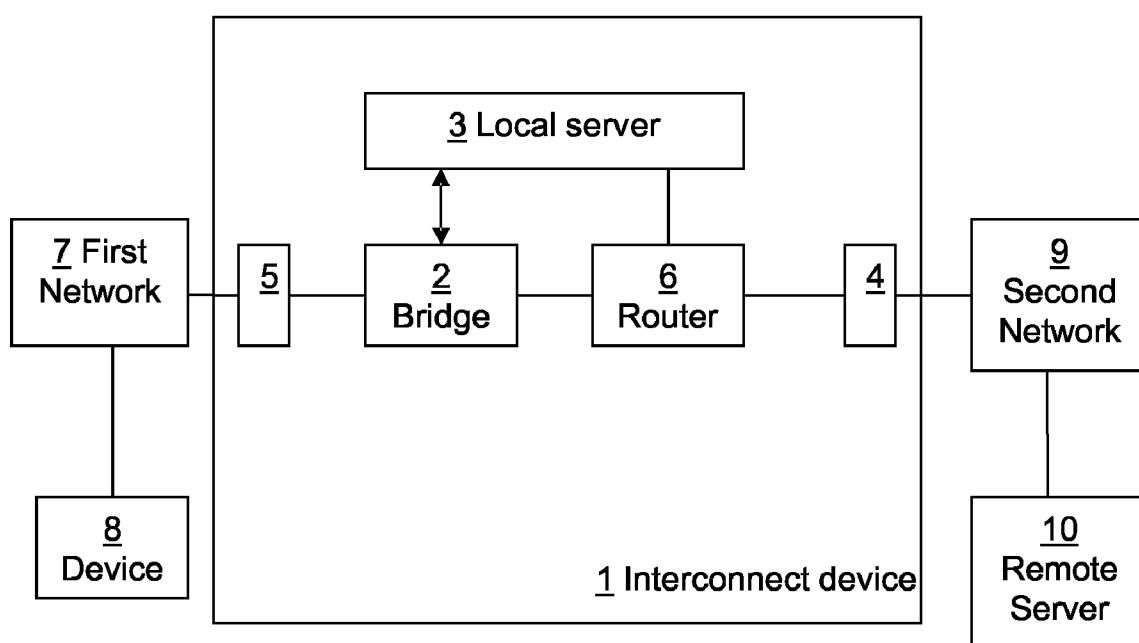 3 Local server
7 First
Network
5
2
Bridge
6
Router
4
9
Second
Network
8
Device
1 Interconnect device
10
Remote
Server